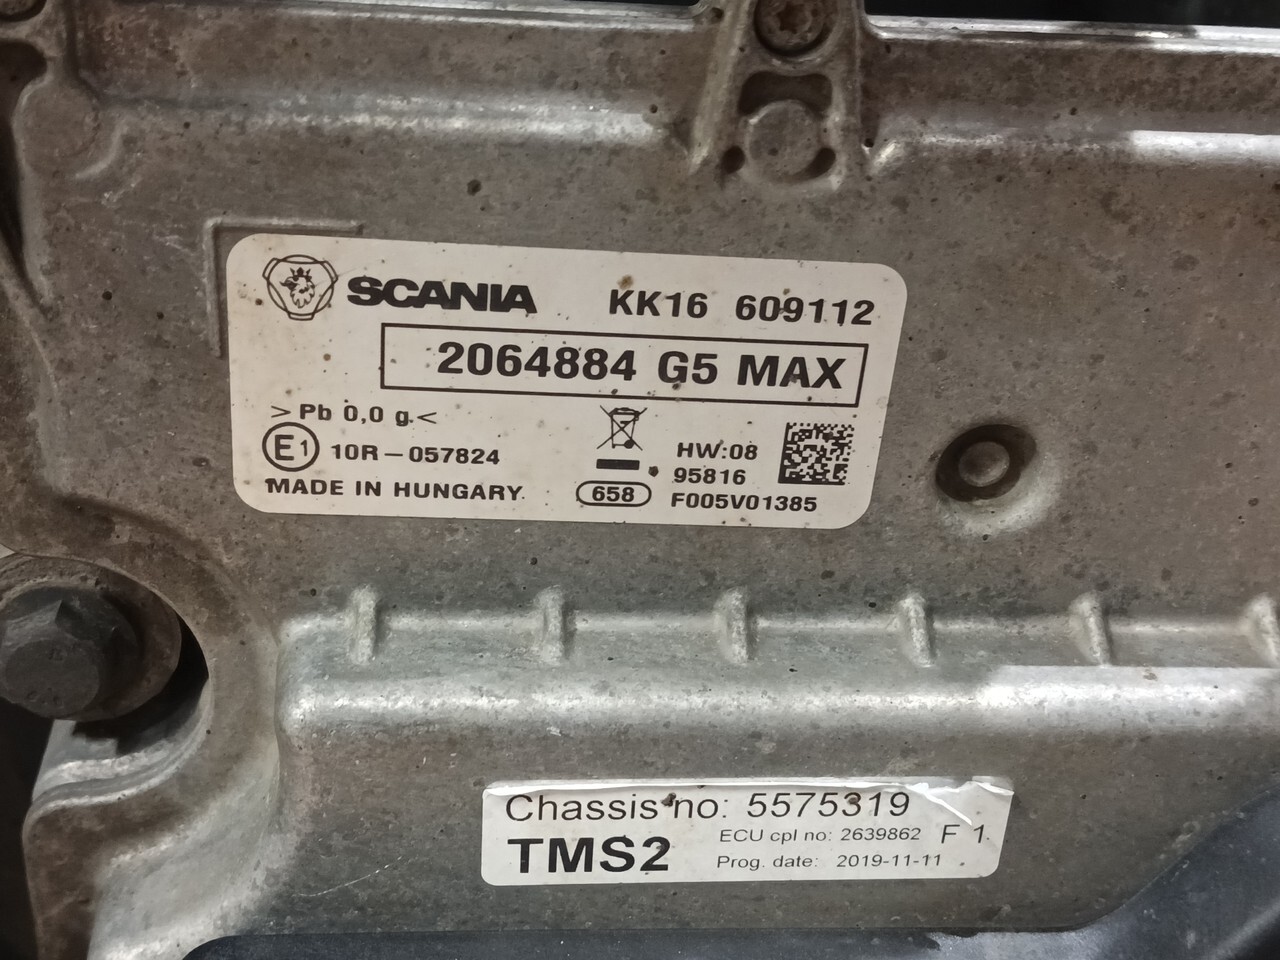 SCANIA KK16 609112
2064884 G5 MAX
>Pb 0,0 g.<
E1 10R-057824
HW:08
95816
MADE IN HUNGARY
658
F005V01385
Chassis no: 5575319
TMS2
ECU cpl no: 2639862 F 1
Prog. date: 2019-11-11